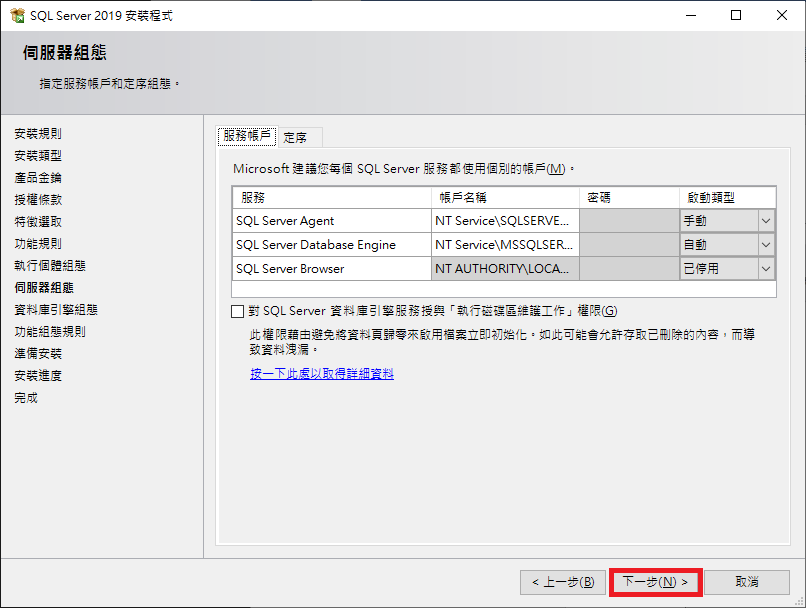 SQL Server 2019 安裝程式
伺服器組態
指定服務帳戶和定序組態。
安裝規則
安裝類型
產品金鑰
授權條款
特徵選取
功能規則
執行個體組態
伺服器組態
資料庫引擎組態
功能組態規則
準備安裝
安裝進度
完成
服務帳戶 定序
Microsoft 建議您每個 SQL Server 服務都使用個別的帳戶(M)。
服務 帳戶名稱 密碼 啟動類型
SQL Server Agent NT Service\SQLSERVE... 手動
SQL Server Database Engine NT Service\MSSQLSER... 自動
SQL Server Browser NT AUTHORITY\LOCA... 已停用
對 SQL Server 資料庫引擎服務授與「執行磁碟區維護工作」權限(G)
此權限藉由避免將資料頁歸零來啟用檔案立即初始化。如此可能會允許存取已刪除的內容，而導
致資料洩漏。
按一下此處以取得詳細資料
< 上一步(B) 下一步(N) > 取消